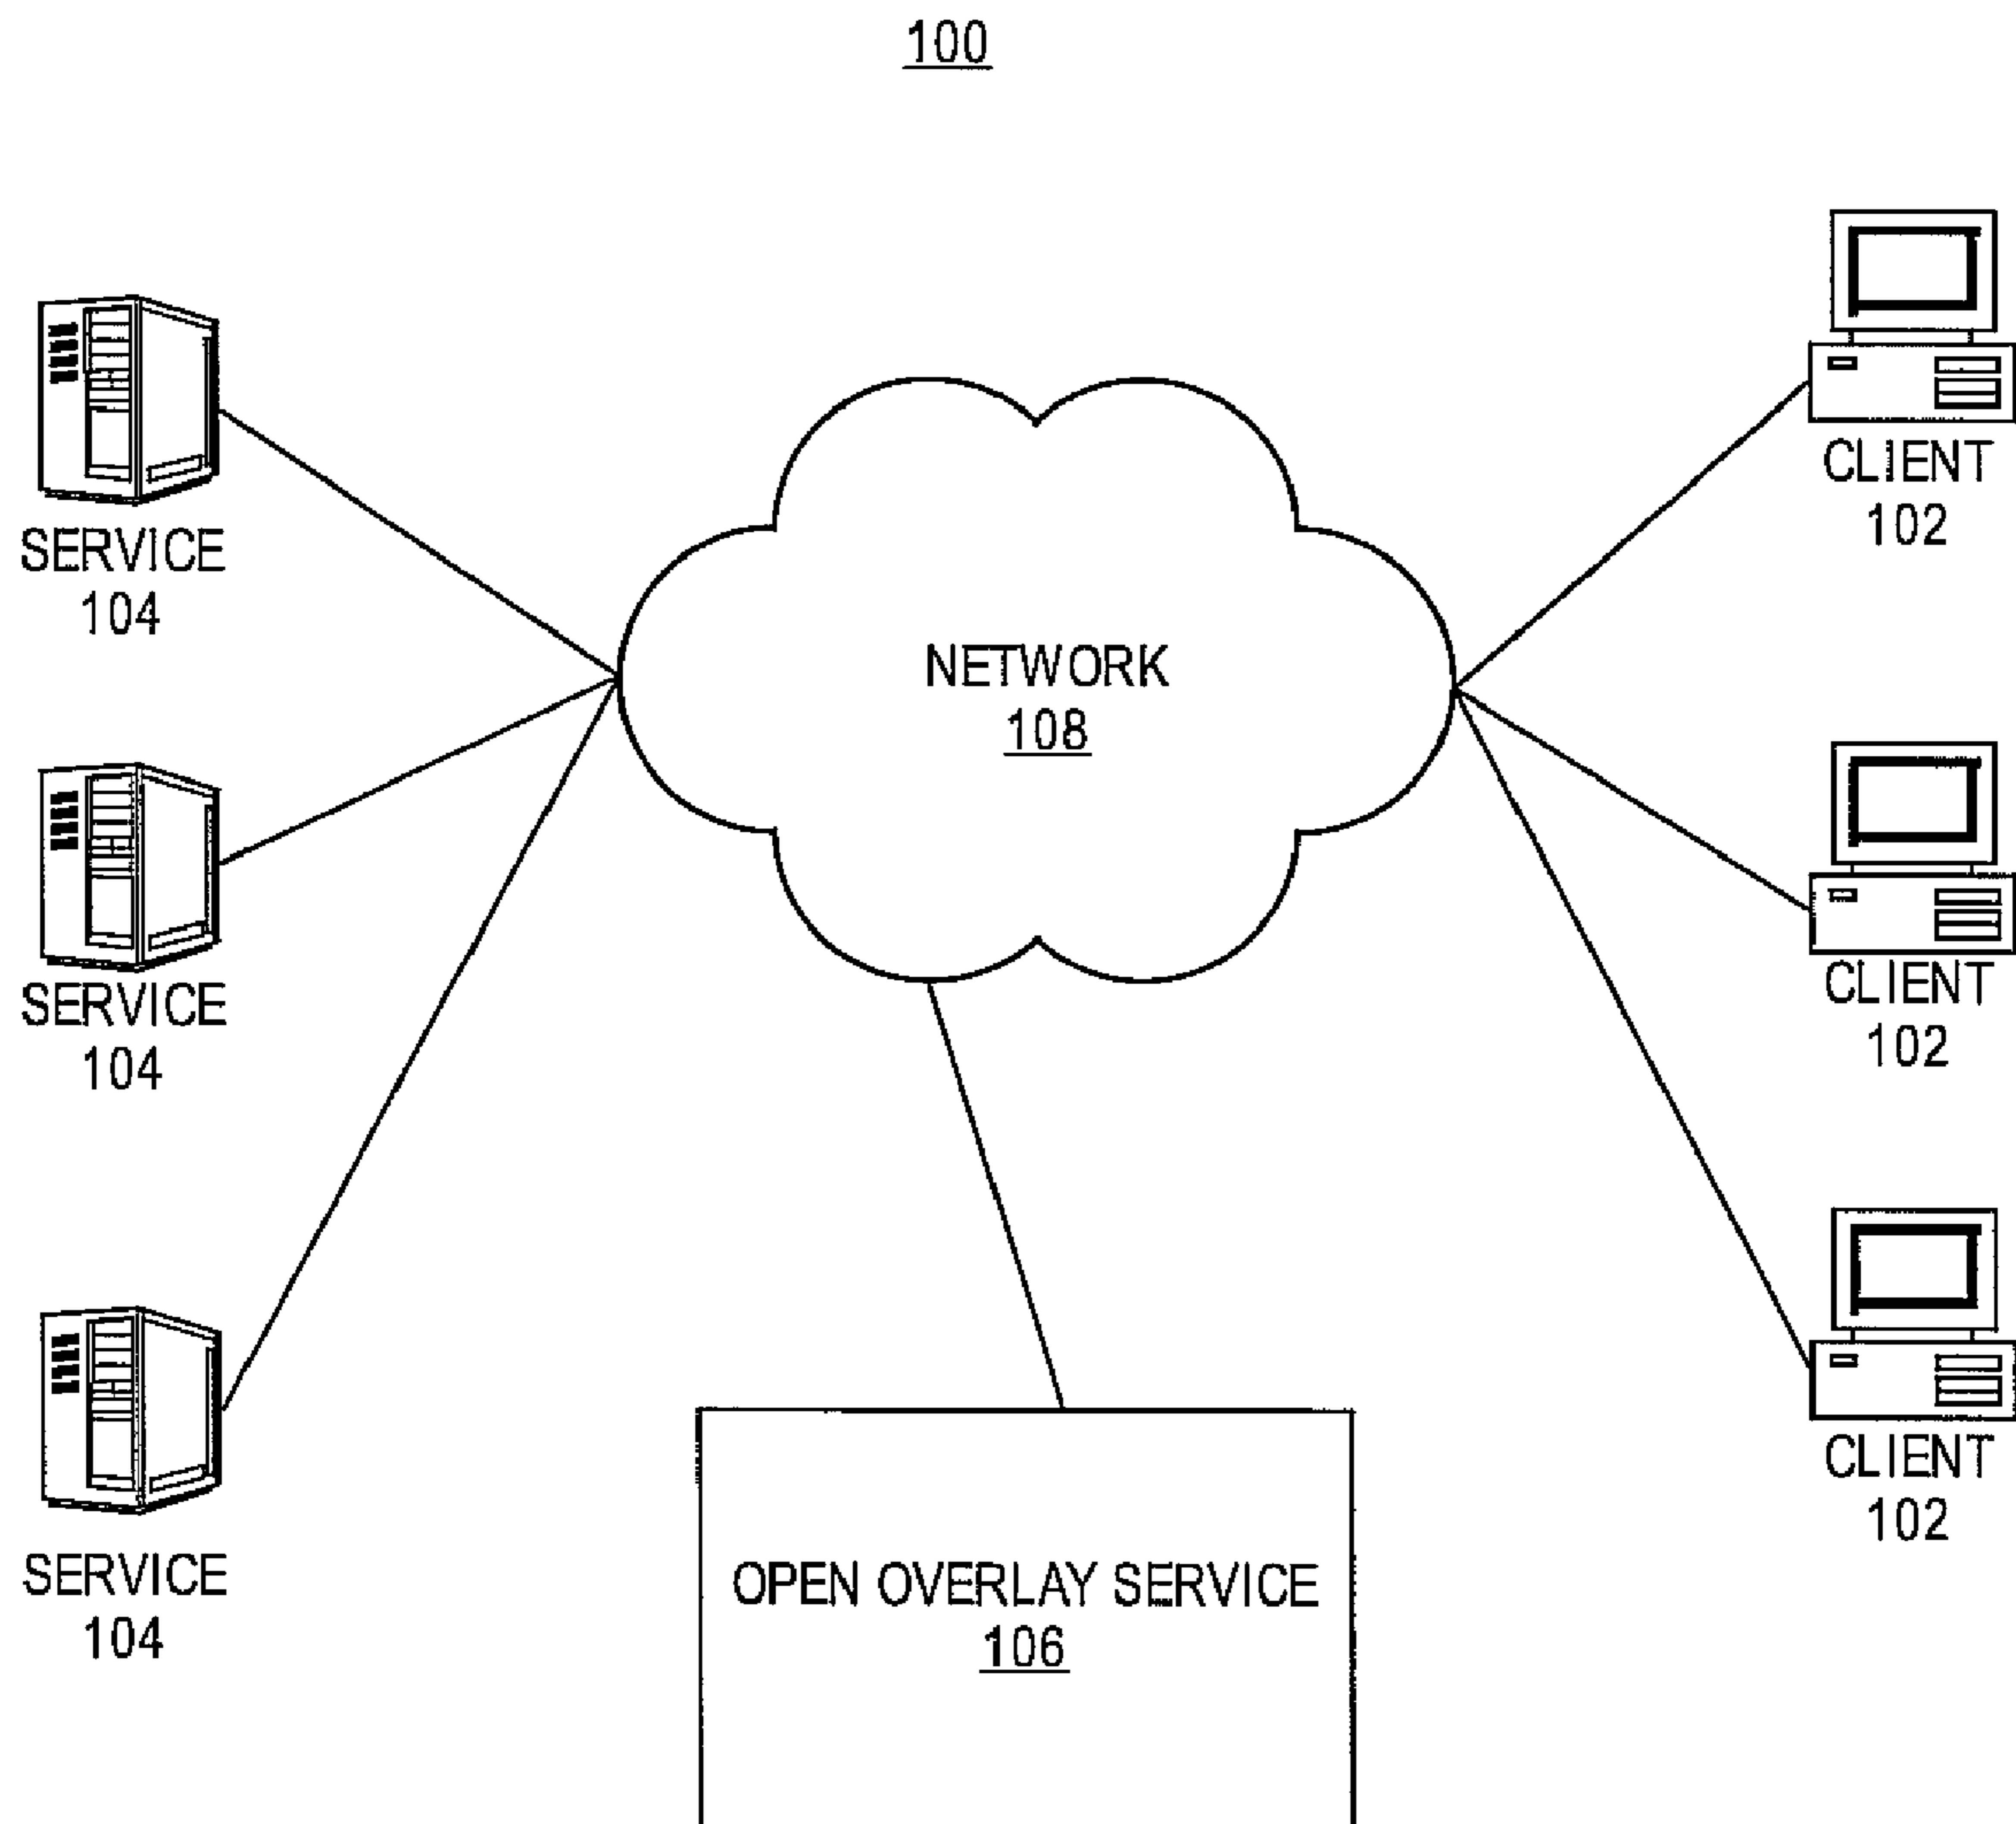 100
SERVICE
104
SERVICE
104
SERVICE
104
NETWORK
108
OPEN OVERLAY SERVICE
106
CLIENT
102
CLIENT
102
CLIENT
102